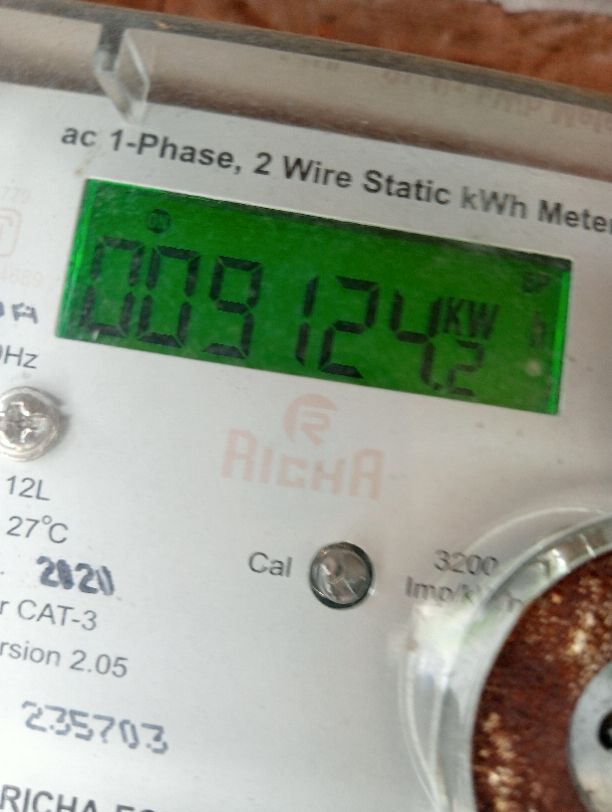 ac 1-Phase, 2 Wire Static kWh Meter
009124.2 KW
Hz
RICHA
12L
27°C
Cal
3200
Imp/k
2020
r CAT-3
rsion 2.05
235703
RICHA